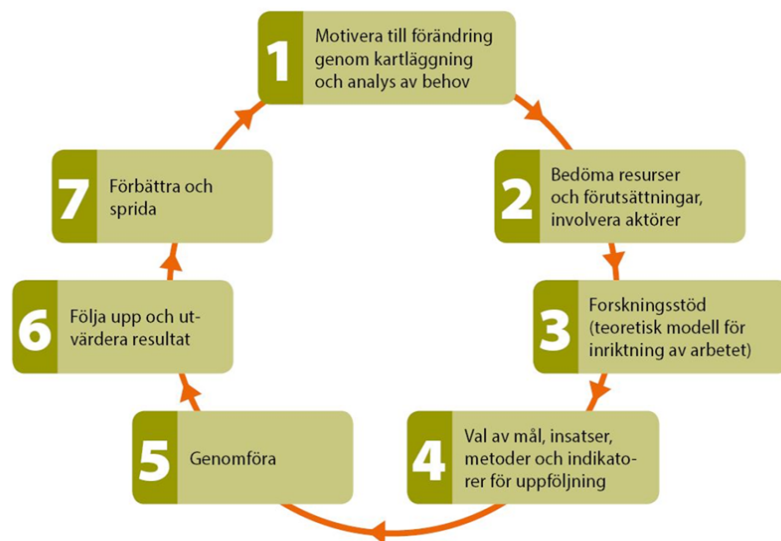 1
Motivera till förändring
genom kartläggning
och analys av behov
2
Bedöma resurser
och förutsättningar,
involvera aktörer
3
Forskningsstöd
(teoretisk modell för
inriktning av arbetet)
4
Val av mål, insatser,
metoder och indikato-
rer för uppföljning
5
Genomföra
6
Följa upp och ut-
värdera resultat
7
Förbättra och
sprida